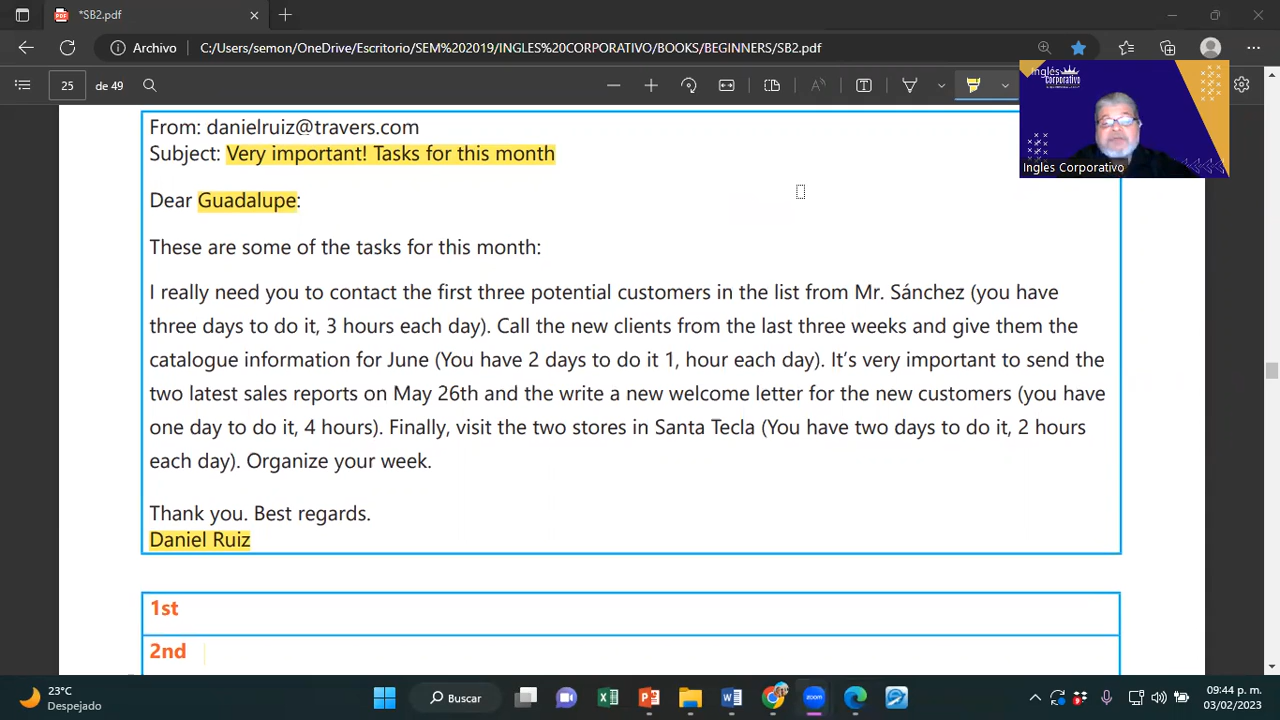 *SB2.pdf
Archivo
C:/Users/semon/OneDrive/Escritorio/SEM%202019/INGLES%20CORPORATIVO/BOOKS/BEGINNERS/SB2.pdf
25
de 49
Inglés
Corporativo
Ingles Corporativo
From: danielruiz@travers.com
Subject: Very important! Tasks for this month
Dear Guadalupe:
These are some of the tasks for this month:
I really need you to contact the first three potential customers in the list from Mr. Sánchez (you have
three days to do it, 3 hours each day). Call the new clients from the last three weeks and give them the
catalogue information for June (You have 2 days to do it 1, hour each day). It’s very important to send the
two latest sales reports on May 26th and the write a new welcome letter for the new customers (you have
one day to do it, 4 hours). Finally, visit the two stores in Santa Tecla (You have two days to do it, 2 hours
each day). Organize your week.
Thank you. Best regards.
Daniel Ruiz
1st
2nd
23°C
Despejado
Buscar
09:44 p. m.
03/02/2023